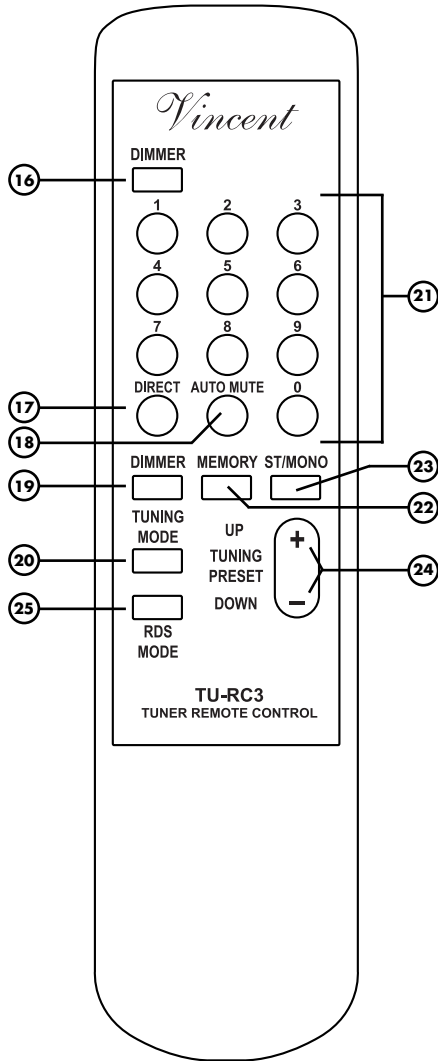 Vincent
DIMMER
16
1 2 3
4 5 6
21
7 8 9
DIRECT AUTO MUTE 0
17
18
DIMMER MEMORY ST/MONO
23
19
22
TUNING
MODE
UP
TUNING
PRESET
DOWN
+
−
20
24
25
RDS
MODE
TU-RC3
TUNER REMOTE CONTROL